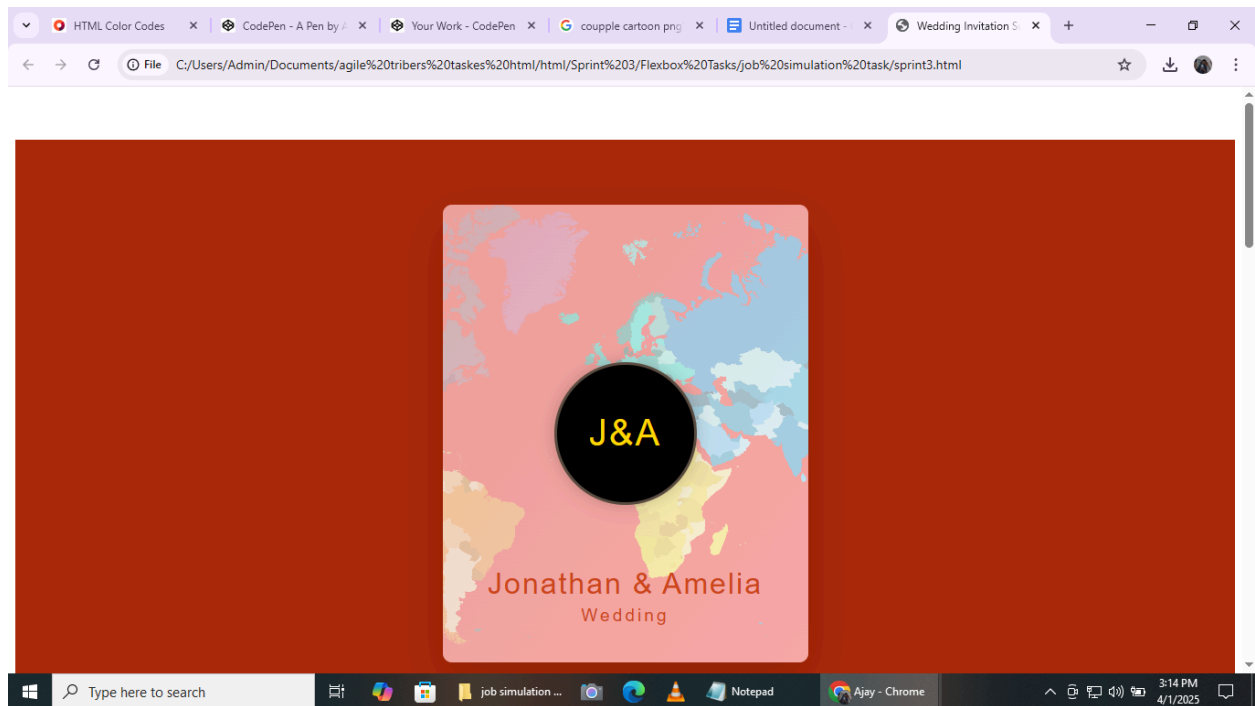 HTML Color Codes
CodePen - A Pen by A
Your Work - CodePen
coupple cartoon png
Untitled document -
Wedding Invitation S
File
C:/Users/Admin/Documents/agile%20tribers%20taskes%20html/html/Sprint%203/Flexbox%20Tasks/job%20simulation%20task/sprint3.html
J&A
Jonathan & Amelia
Wedding
Type here to search
job simulation ...
Notepad
Ajay - Chrome
3:14 PM
4/1/2025